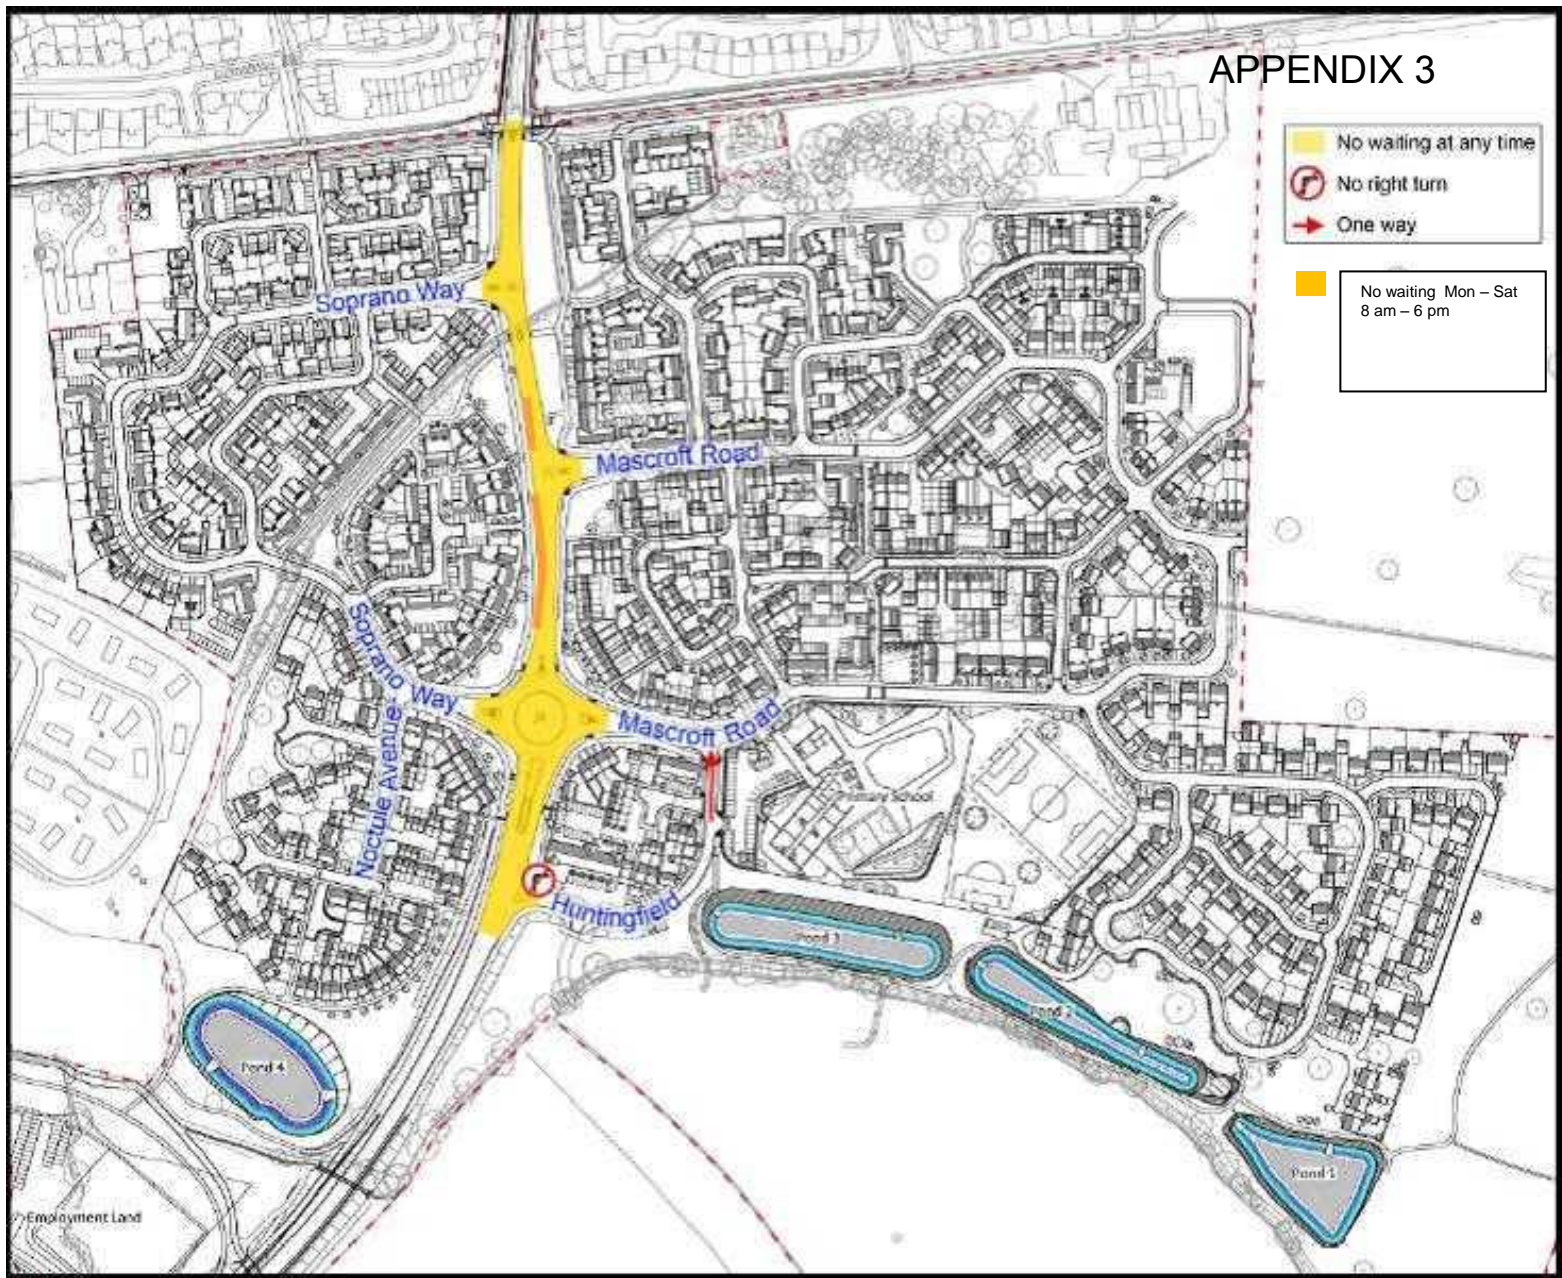 APPENDIX 3
No waiting at any time
No right turn
One way
No waiting Mon – Sat
8 am – 6 pm
Soprano Way
Mascroft Road
Soprano Way
Mascroft Road
Noctule Avenue
Primary School
Huntingfield
Pond 3
Pond 2
Pond 4
Pond 1
Employment Land